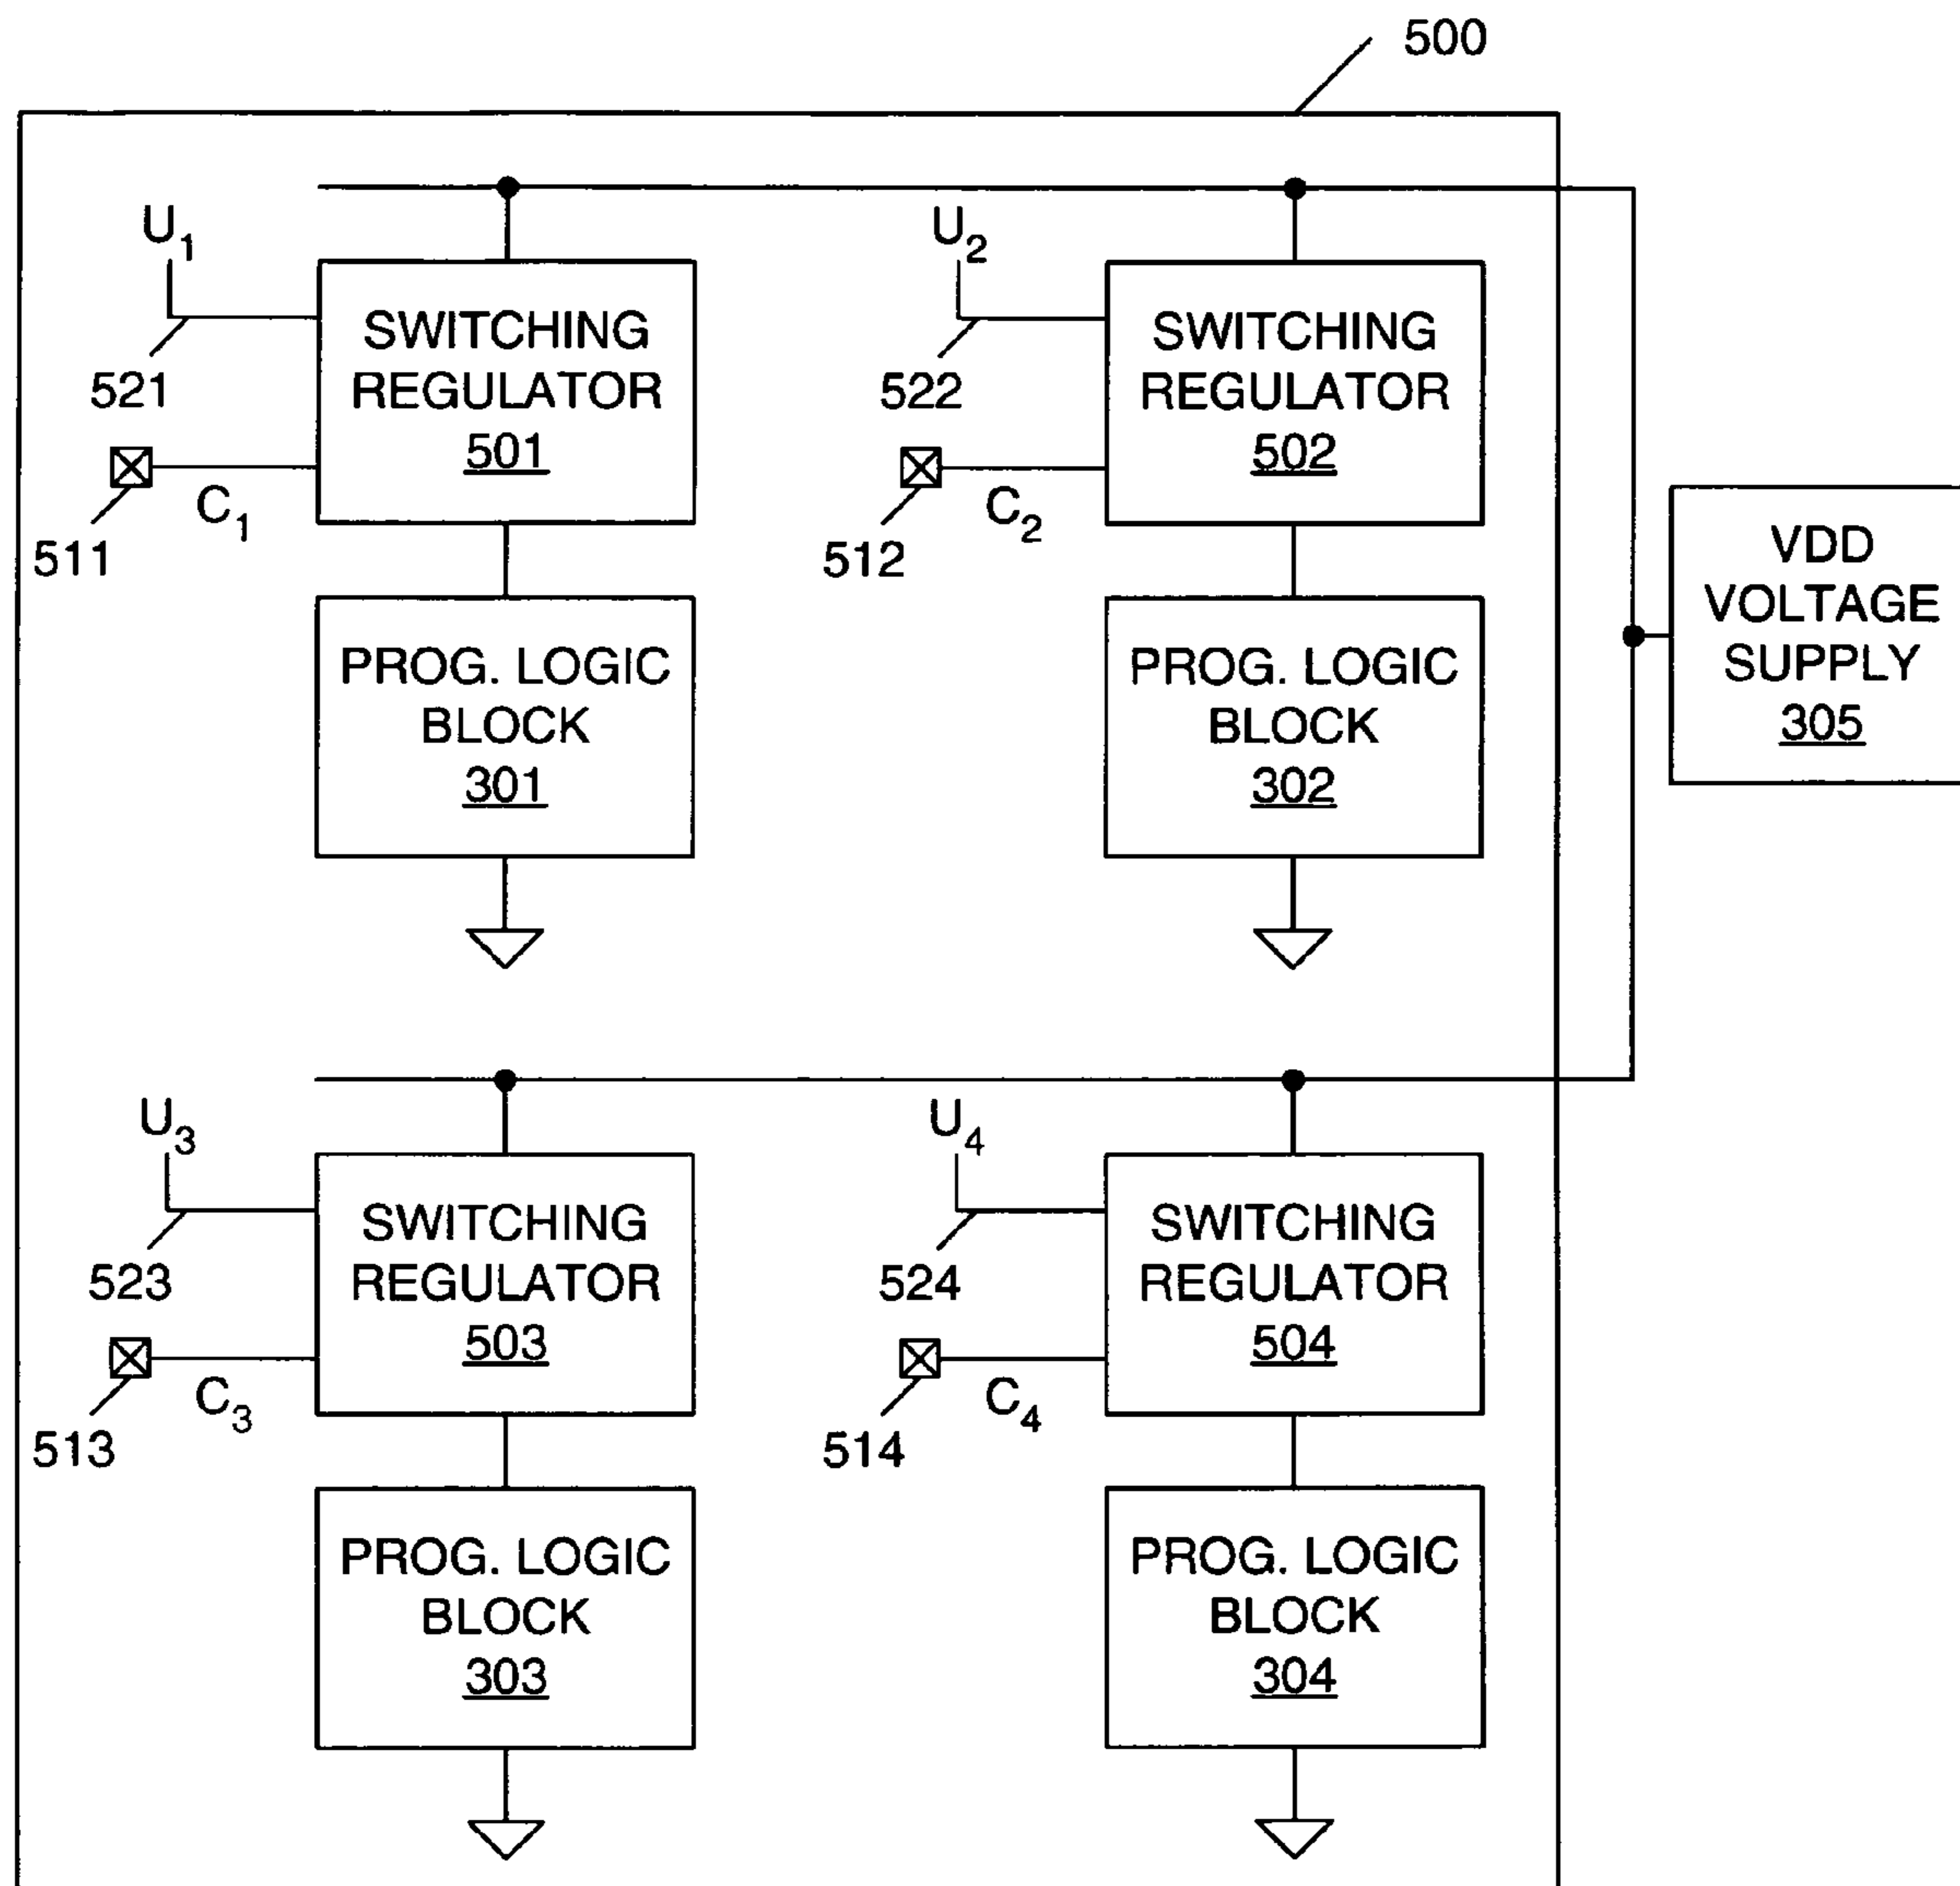 500
U1
U2
SWITCHING
REGULATOR
501
521
C1
511
SWITCHING
REGULATOR
502
522
C2
512
VDD
VOLTAGE
SUPPLY
305
PROG. LOGIC
BLOCK
301
PROG. LOGIC
BLOCK
302
U3
U4
SWITCHING
REGULATOR
503
523
C3
513
SWITCHING
REGULATOR
504
524
C4
514
PROG. LOGIC
BLOCK
303
PROG. LOGIC
BLOCK
304